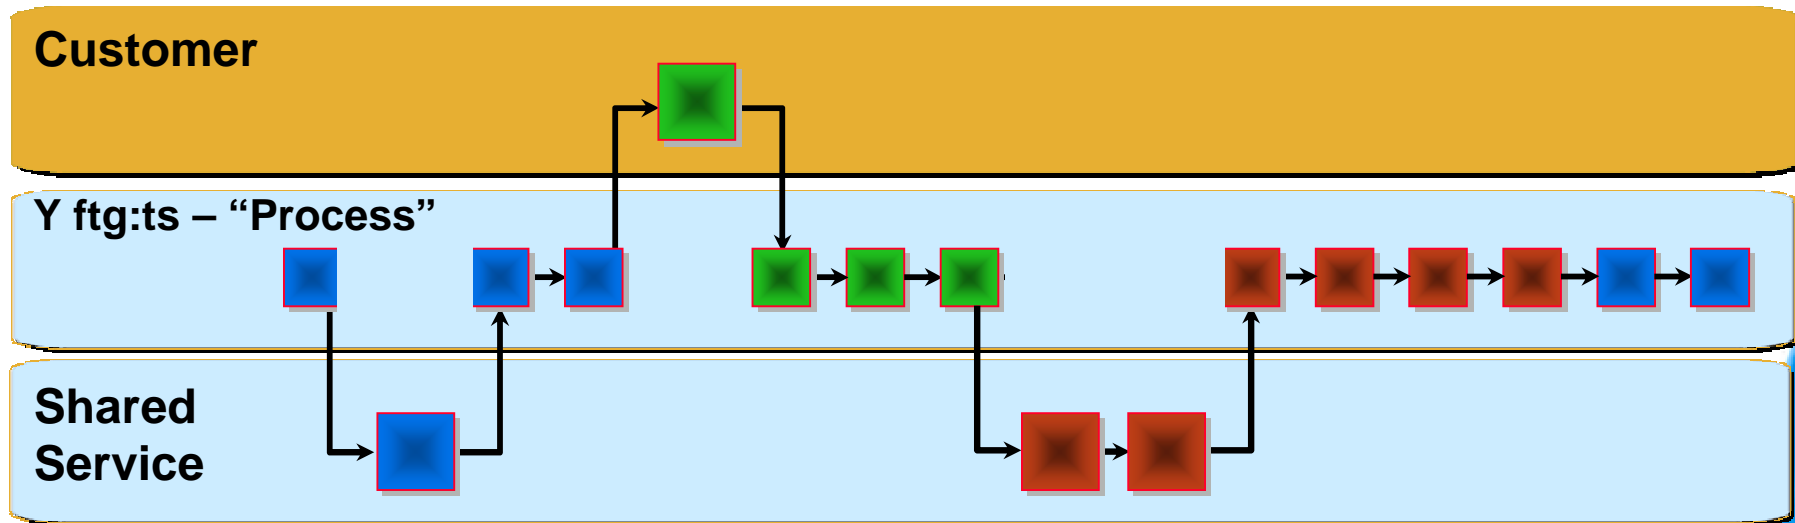 Customer
Y ftg:ts – “Process”
Shared
Service